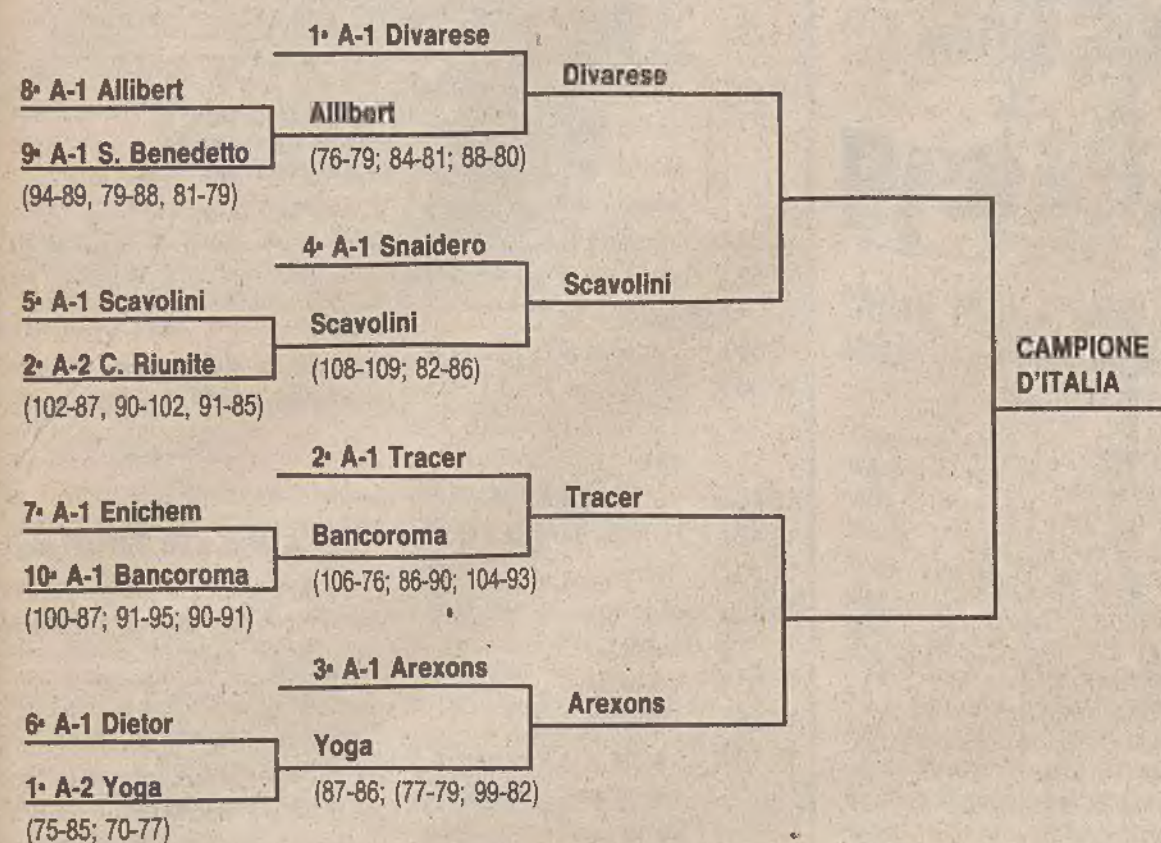 1ª A-1 Divarese
8ª A-1 Allibert
Divarese
Allibert
9ª A-1 S. Benedetto
(76-79; 84-81; 88-80)
(94-89, 79-88, 81-79)
4ª A-1 Snaidero
5ª A-1 Scavolini
Scavolini
Scavolini
2ª A-2 C. Riunite
(108-109; 82-86)
(102-87, 90-102, 91-85)
CAMPIONE
D'ITALIA
2ª A-1 Tracer
7ª A-1 Enichem
Tracer
Bancoroma
10ª A-1 Bancoroma
(106-76; 86-90; 104-93)
(100-87; 91-95; 90-91)
3ª A-1 Arexons
6ª A-1 Dietor
Arexons
Yoga
1ª A-2 Yoga
(87-86; (77-79; 99-82)
(75-85; 70-77)